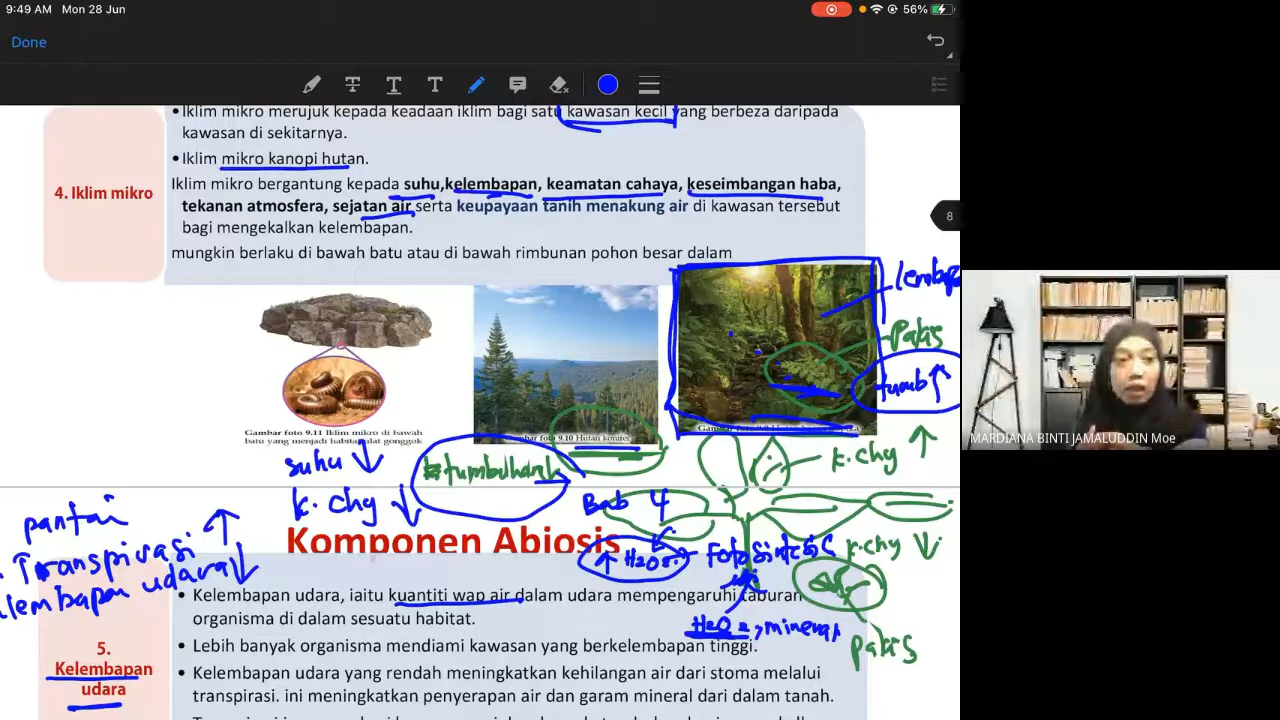 9:49 AM Mon 28 Jun
56%
Done
• Iklim mikro merujuk kepada keadaan iklim bagi satu kawasan kecil yang berbeza daripada
kawasan di sekitarnya.
4. Iklim mikro
• Iklim mikro kanopi hutan.
Iklim mikro bergantung kepada suhu,kelembapan, keamatan cahaya, keseimbangan haba,
tekanan atmosfera, sejatan air serta keupayaan tanih menakung air di kawasan tersebut
bagi mengekalkan kelembapan.
mungkin berlaku di bawah batu atau di bawah rimbunan pohon besar dalam
8
Pakis
tumb ↑
Gambar foto 9.11 Iklim mikro di bawah
batu yang menjadi habitat ulat gonggok
Gambar foto 9.10 Hutan konifer
MARDIANA BINTI JAMALUDDIN Moe
suhu ↓
tumbuhan
k. chy ↑
k. chy ↓
Bab 4
pantai
Transpirasi ↑
lembapan udara ↓
Komponen Abiosis
↑ H2O
Fotosintesis
k.chy ↓
H2O, mineral
pakis
5.
Kelembapan
udara
• Kelembapan udara, iaitu kuantiti wap air dalam udara mempengaruhi taburan
organisma di dalam sesuatu habitat.
• Lebih banyak organisma mendiami kawasan yang berkelembapan tinggi.
• Kelembapan udara yang rendah meningkatkan kehilangan air dari stoma melalui
transpirasi. ini meningkatkan penyerapan air dan garam mineral dari dalam tanah.